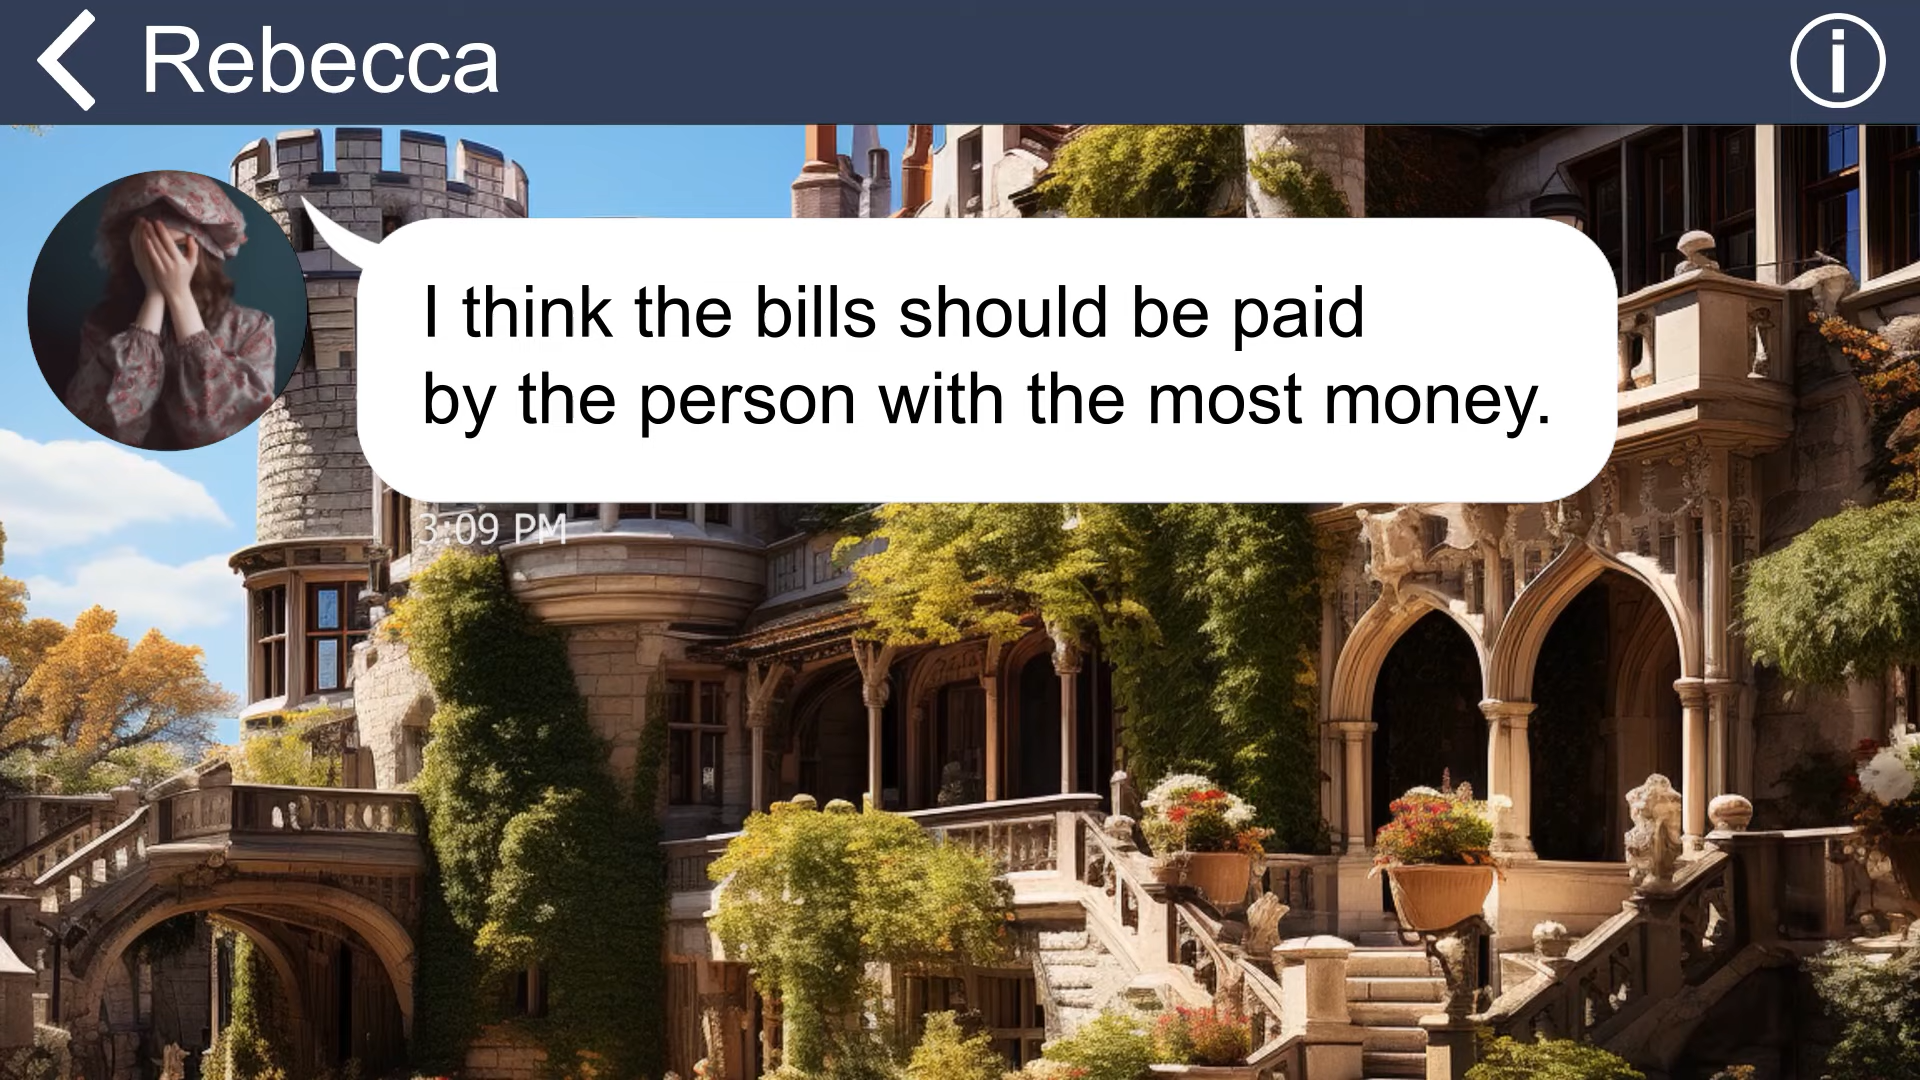 Rebecca
I think the bills should be paid
by the person with the most money.
3:09 PM